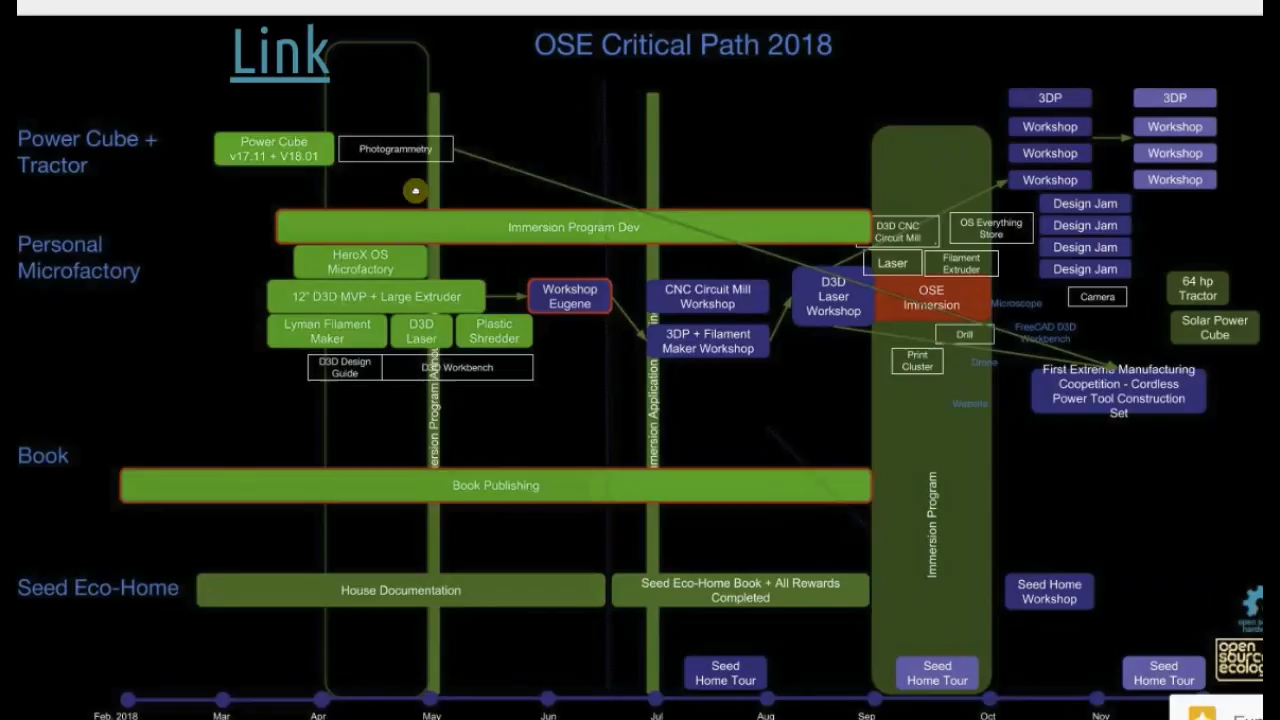 Link
OSE Critical Path 2018
Power Cube +
Tractor
Power Cube
v17.11 + V18.01
Photogrammetry
3DP
Workshop
Workshop
Workshop
3DP
Workshop
Workshop
Workshop
Design Jam
Design Jam
Design Jam
Design Jam
Personal
Microfactory
Immersion Program Dev
HeroX OS
Microfactory
12" D3D MVP + Large Extruder
Lyman Filament
Maker
D3D
Laser
Plastic
Shredder
D3D Design
Guide
D3D Workbench
Workshop
Eugene
CNC Circuit Mill
Workshop
3DP + Filament
Maker Workshop
D3D
Laser
Workshop
D3D CNC
Circuit Mill
OS Everything
Store
Laser
Filament
Extruder
OSE
Immersion
Microscope
Camera
Drill
FreeCAD D3D
Workbench
Print
Cluster
Drone
Website
64 hp
Tractor
Solar Power
Cube
First Extreme Manufacturing
Coopetition - Cordless
Power Tool Construction
Set
ersion Program
mmersion Application
Immersion Program
Book
Book Publishing
Seed Eco-Home
House Documentation
Seed Eco-Home Book + All Rewards
Completed
Seed Home
Workshop
Seed
Home Tour
Seed
Home Tour
Seed
Home Tour
open
source
ecolog
Feb, 2018
Mar
Apr
May
Jun
Jul
Aug
Sep
Oct
Nov